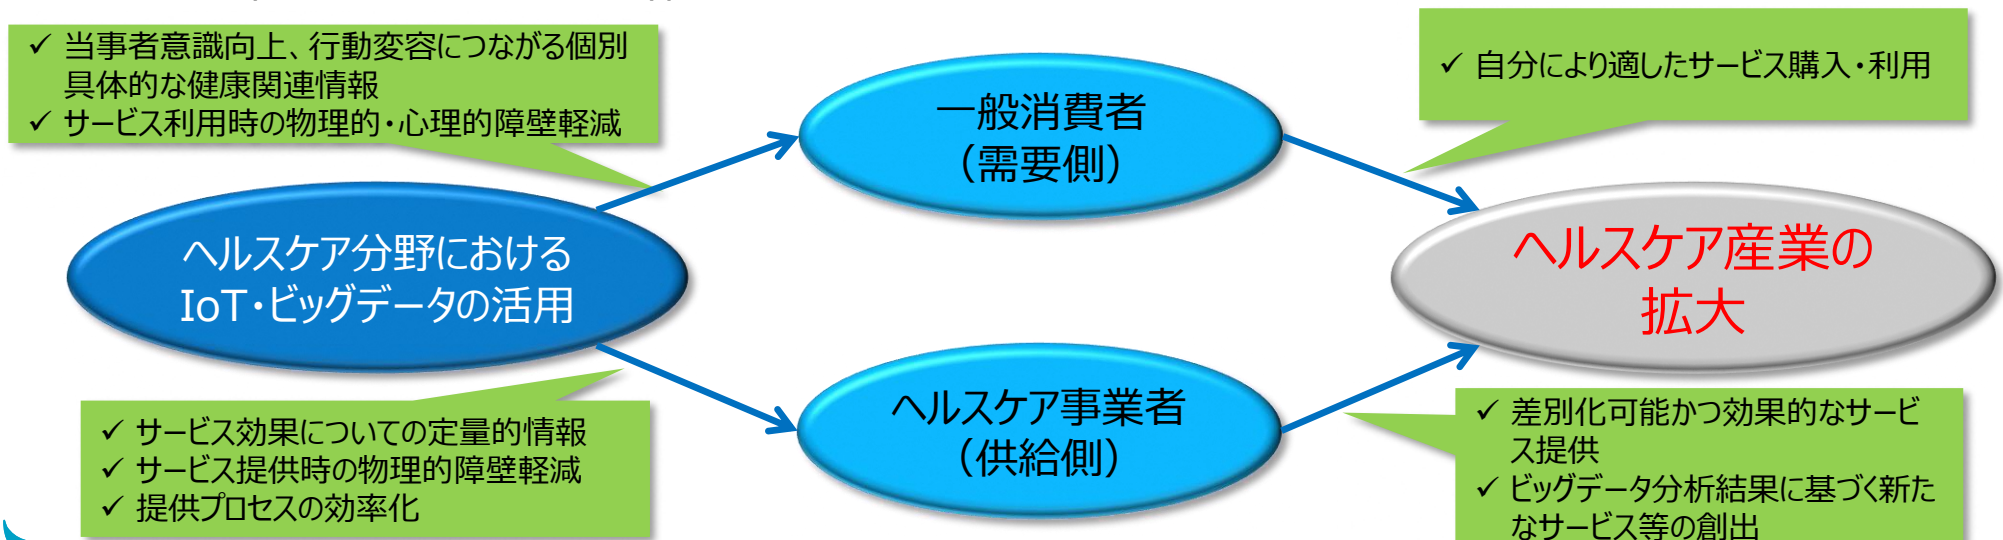 ✓ 当事者意識向上、行動変容につながる個別
具体的な健康関連情報
✓ サービス利用時の物理的・心理的障壁軽減
一般消費者
（需要側）
✓ 自分により適したサービス購入・利用
ヘルスケア分野における
IoT・ビッグデータの活用
ヘルスケア産業の
拡大
✓ サービス効果についての定量的情報
✓ サービス提供時の物理的障壁軽減
✓ 提供プロセスの効率化
ヘルスケア事業者
（供給側）
✓ 差別化可能かつ効果的なサービ
ス提供
✓ ビッグデータ分析結果に基づく新た
なサービス等の創出